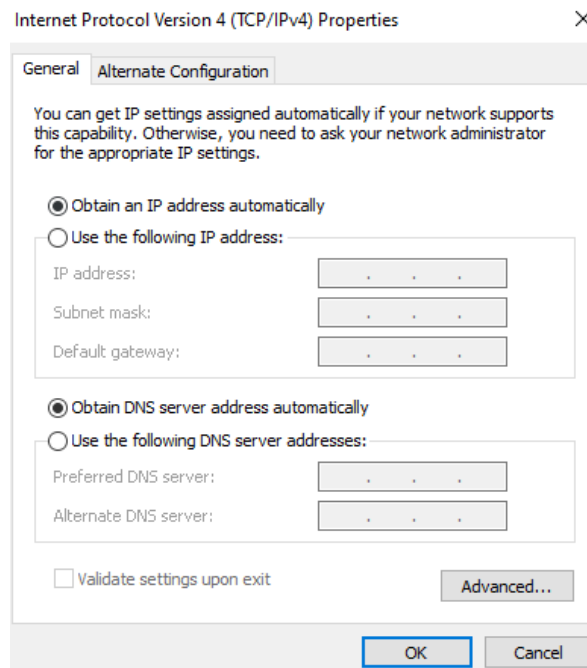 Internet Protocol Version 4 (TCP/IPv4) Properties
General
Alternate Configuration
You can get IP settings assigned automatically if your network supports
this capability. Otherwise, you need to ask your network administrator
for the appropriate IP settings.
Obtain an IP address automatically
Use the following IP address:
IP address:
Subnet mask:
Default gateway:
Obtain DNS server address automatically
Use the following DNS server addresses:
Preferred DNS server:
Alternate DNS server:
Validate settings upon exit
Advanced...
OK
Cancel